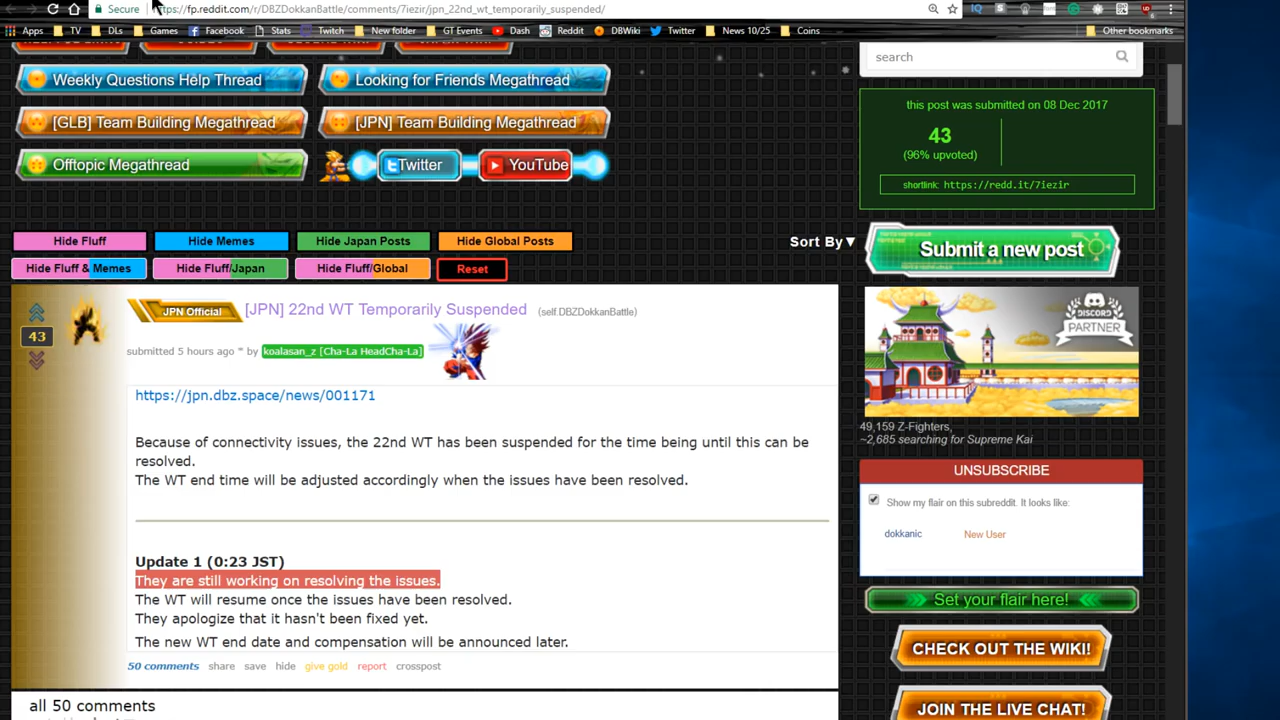 Secure
https://fp.reddit.com/r/DBZDokkanBattle/comments/7iezir/jpn_22nd_wt_temporarily_suspended/
Apps TV DLs Games Facebook Stats Twitch New folder GT Events Dash Reddit DBWiki Twitter News 10/25 Coins Other bookmarks
Weekly Questions Help Thread
Looking for Friends Megathread
[GLB] Team Building Megathread
[JPN] Team Building Megathread
Offtopic Megathread
Twitter
YouTube
Hide Fluff
Hide Memes
Hide Japan Posts
Hide Global Posts
Sort By▼
Hide Fluff & Memes
Hide Fluff/Japan
Hide Fluff/Global
Reset
JPN Official
[JPN] 22nd WT Temporarily Suspended
(self.DBZDokkanBattle)
43
submitted 5 hours ago * by koalasan_z [Cha-La HeadCha-La]
https://jpn.dbz.space/news/001171
Because of connectivity issues, the 22nd WT has been suspended for the time being until this can be
resolved.
The WT end time will be adjusted accordingly when the issues have been resolved.
Update 1 (0:23 JST)
They are still working on resolving the issues.
The WT will resume once the issues have been resolved.
They apologize that it hasn't been fixed yet.
The new WT end date and compensation will be announced later.
50 comments share save hide give gold report crosspost
all 50 comments
search
this post was submitted on 08 Dec 2017
43
(96% upvoted)
shortlink: https://redd.it/7iezir
Submit a new post
DISCORD
PARTNER
49,159 Z-Fighters,
~2,685 searching for Supreme Kai
UNSUBSCRIBE
Show my flair on this subreddit. It looks like:
dokkanic New User
Set your flair here!
CHECK OUT THE WIKI!
JOIN THE LIVE CHAT!